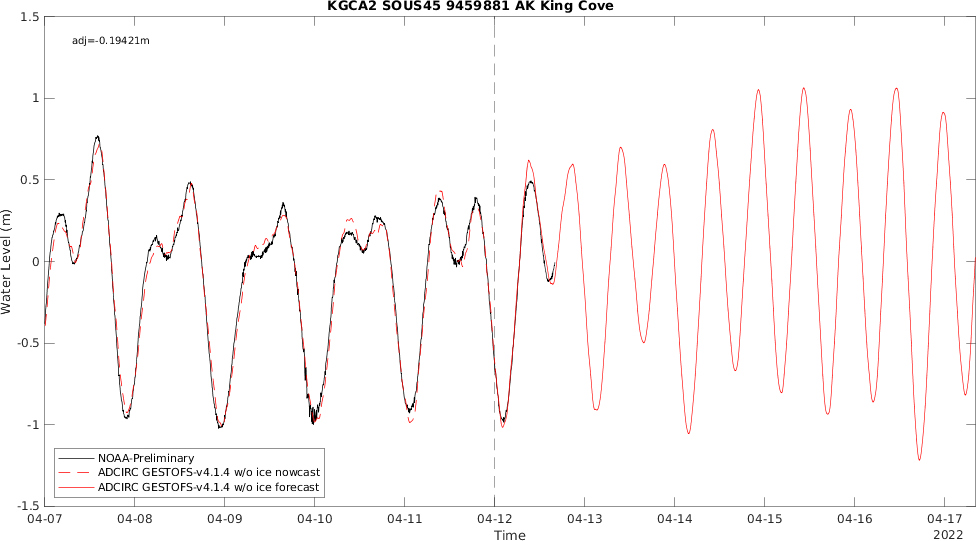 KGCA2 SOUS45 9459881 AK King Cove
1.5
adj=-0.19421m
1
0.5
0
-0.5
-1
-1.5
Water Level (m)
NOAA-Preliminary
ADCIRC GESTOFS-v4.1.4 w/o ice nowcast
ADCIRC GESTOFS-v4.1.4 w/o ice forecast
04-07 04-08 04-09 04-10 04-11 04-12 04-13 04-14 04-15 04-16 04-17
Time 2022